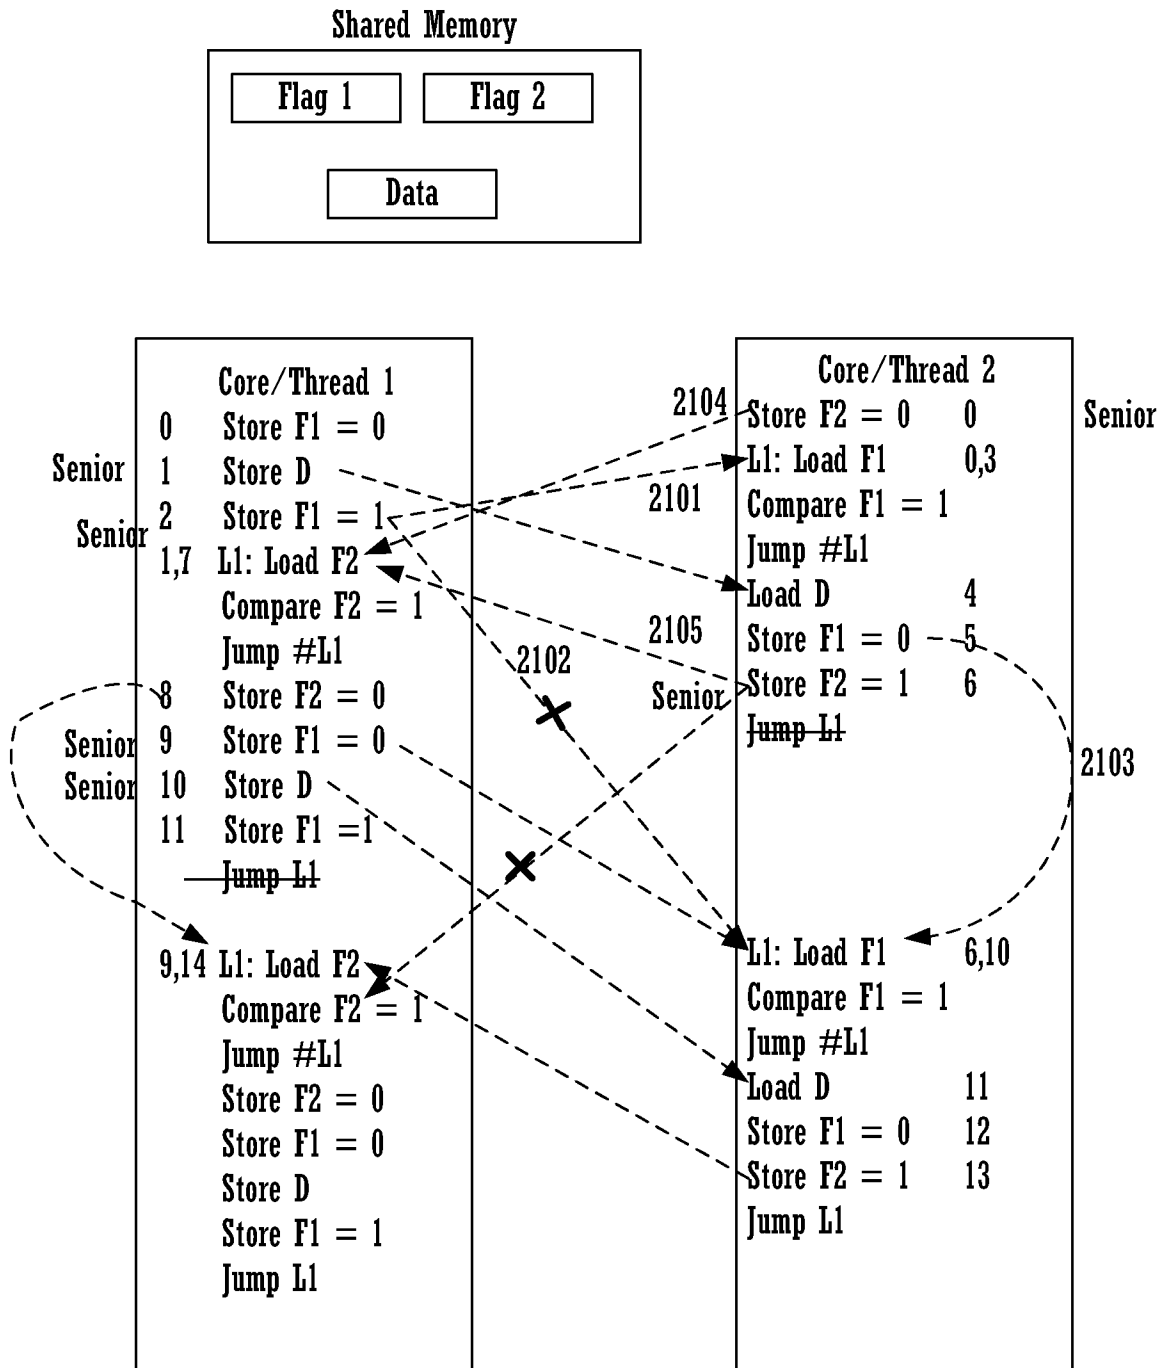 Shared Memory
Flag 1
Flag 2
Data
Core/Thread 1
0 Store F1 = 0
Senior 1 Store D
Senior 2 Store F1 = 1
1,7 L1: Load F2
Compare F2 = 1
Jump #L1
8 Store F2 = 0
Senior 9 Store F1 = 0
Senior 10 Store D
11 Store F1 =1
Jump L1
9,14 L1: Load F2
Compare F2 = 1
Jump #L1
Store F2 = 0
Store F1 = 0
Store D
Store F1 = 1
Jump L1
2104
2101
2105
2102
Core/Thread 2
Store F2 = 0 0 Senior
L1: Load F1 0,3
Compare F1 = 1
Jump #L1
Load D 4
Store F1 = 0 5
Senior Store F2 = 1 6
Jump L1
2103
L1: Load F1 6,10
Compare F1 = 1
Jump #L1
Load D 11
Store F1 = 0 12
Store F2 = 1 13
Jump L1